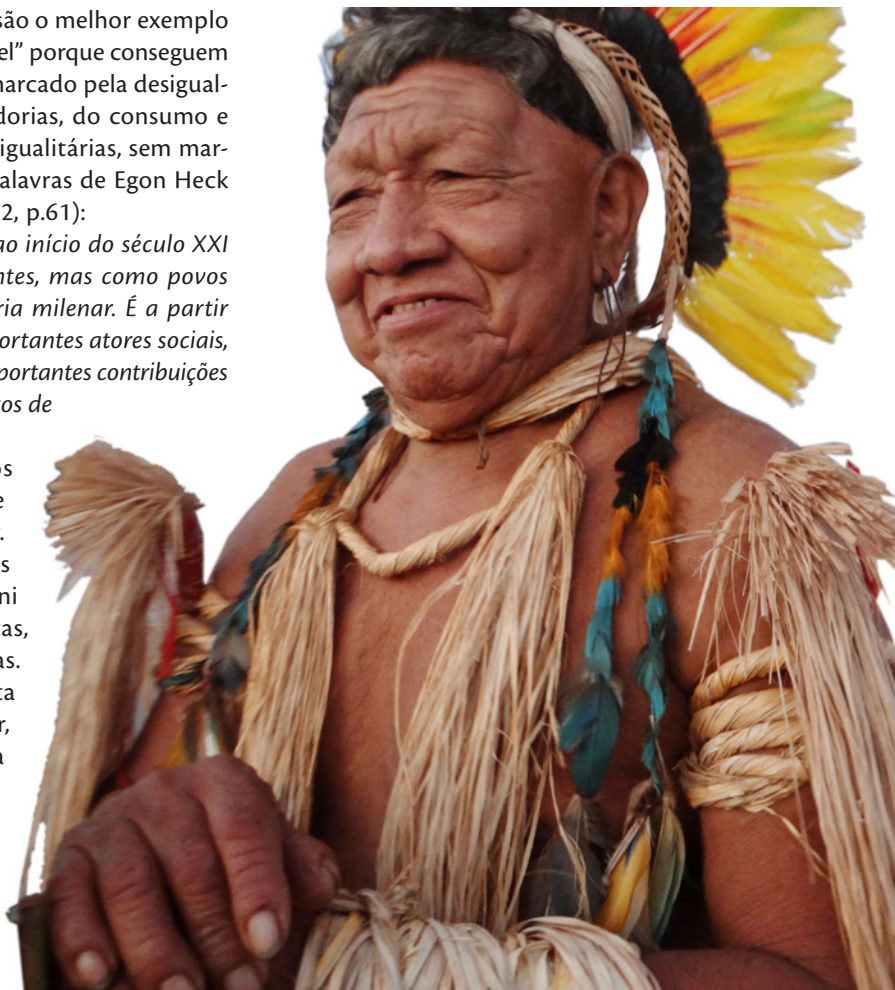 são o melhor exemplo
el” porque conseguem
marcado pela desigual-
dorias, do consumo e
igualitárias, sem mar-
alavras de Egon Heck
2, p.61):
ao início do século XXI
ntes, mas como povos
ria milenar. É a partir
portantes atores sociais,
portantes contribuições
os de
os
e
r.
s
ni
as,
as.
ta
r,
a